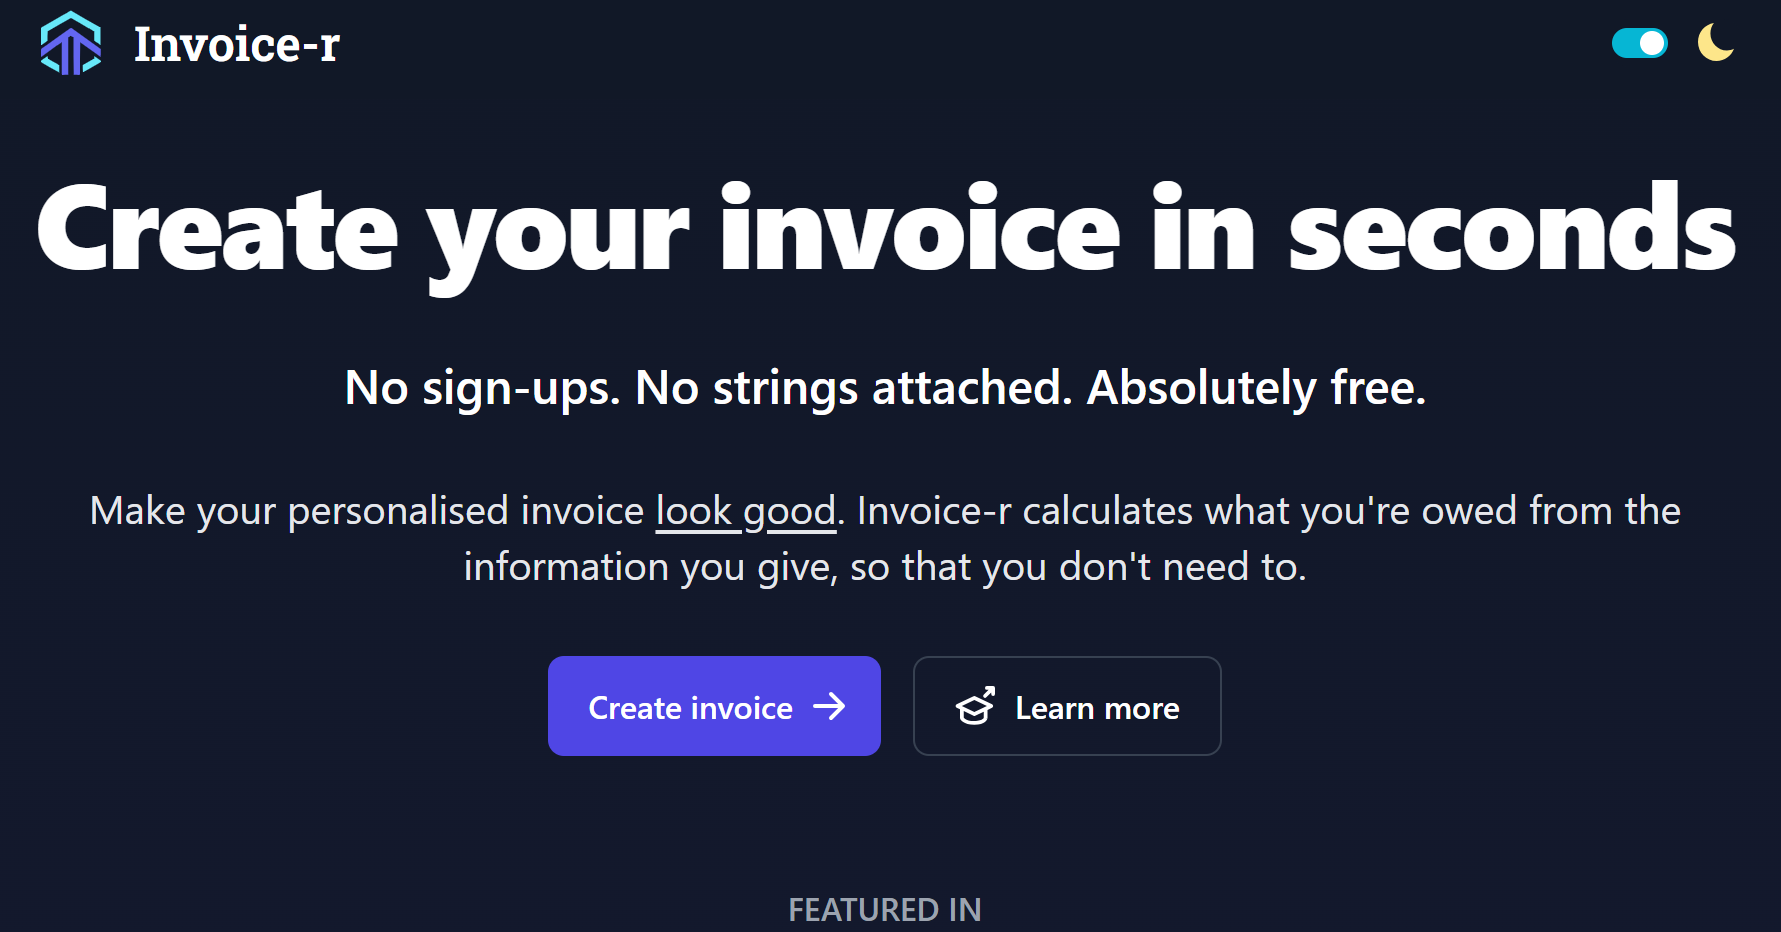 Invoice-r
Create your invoice in seconds
No sign-ups. No strings attached. Absolutely free.
Make your personalised invoice look good. Invoice-r calculates what you're owed from the
information you give, so that you don't need to.
Create invoice
Learn more
FEATURED IN